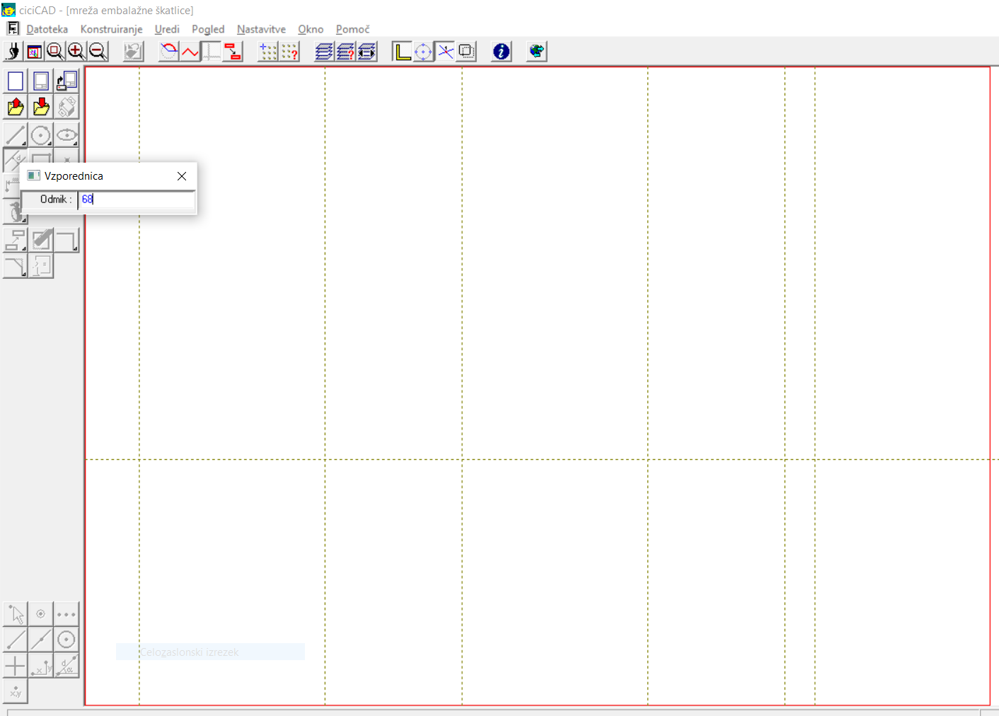 ciciCAD - [mreža embalažne škatlice]
Datoteka Konstruiranje Uredi Pogled Nastavitve Okno Pomoč
Vzporednica
Odmik : 68
Celozaslonski izrezek
x y
d α
x,y